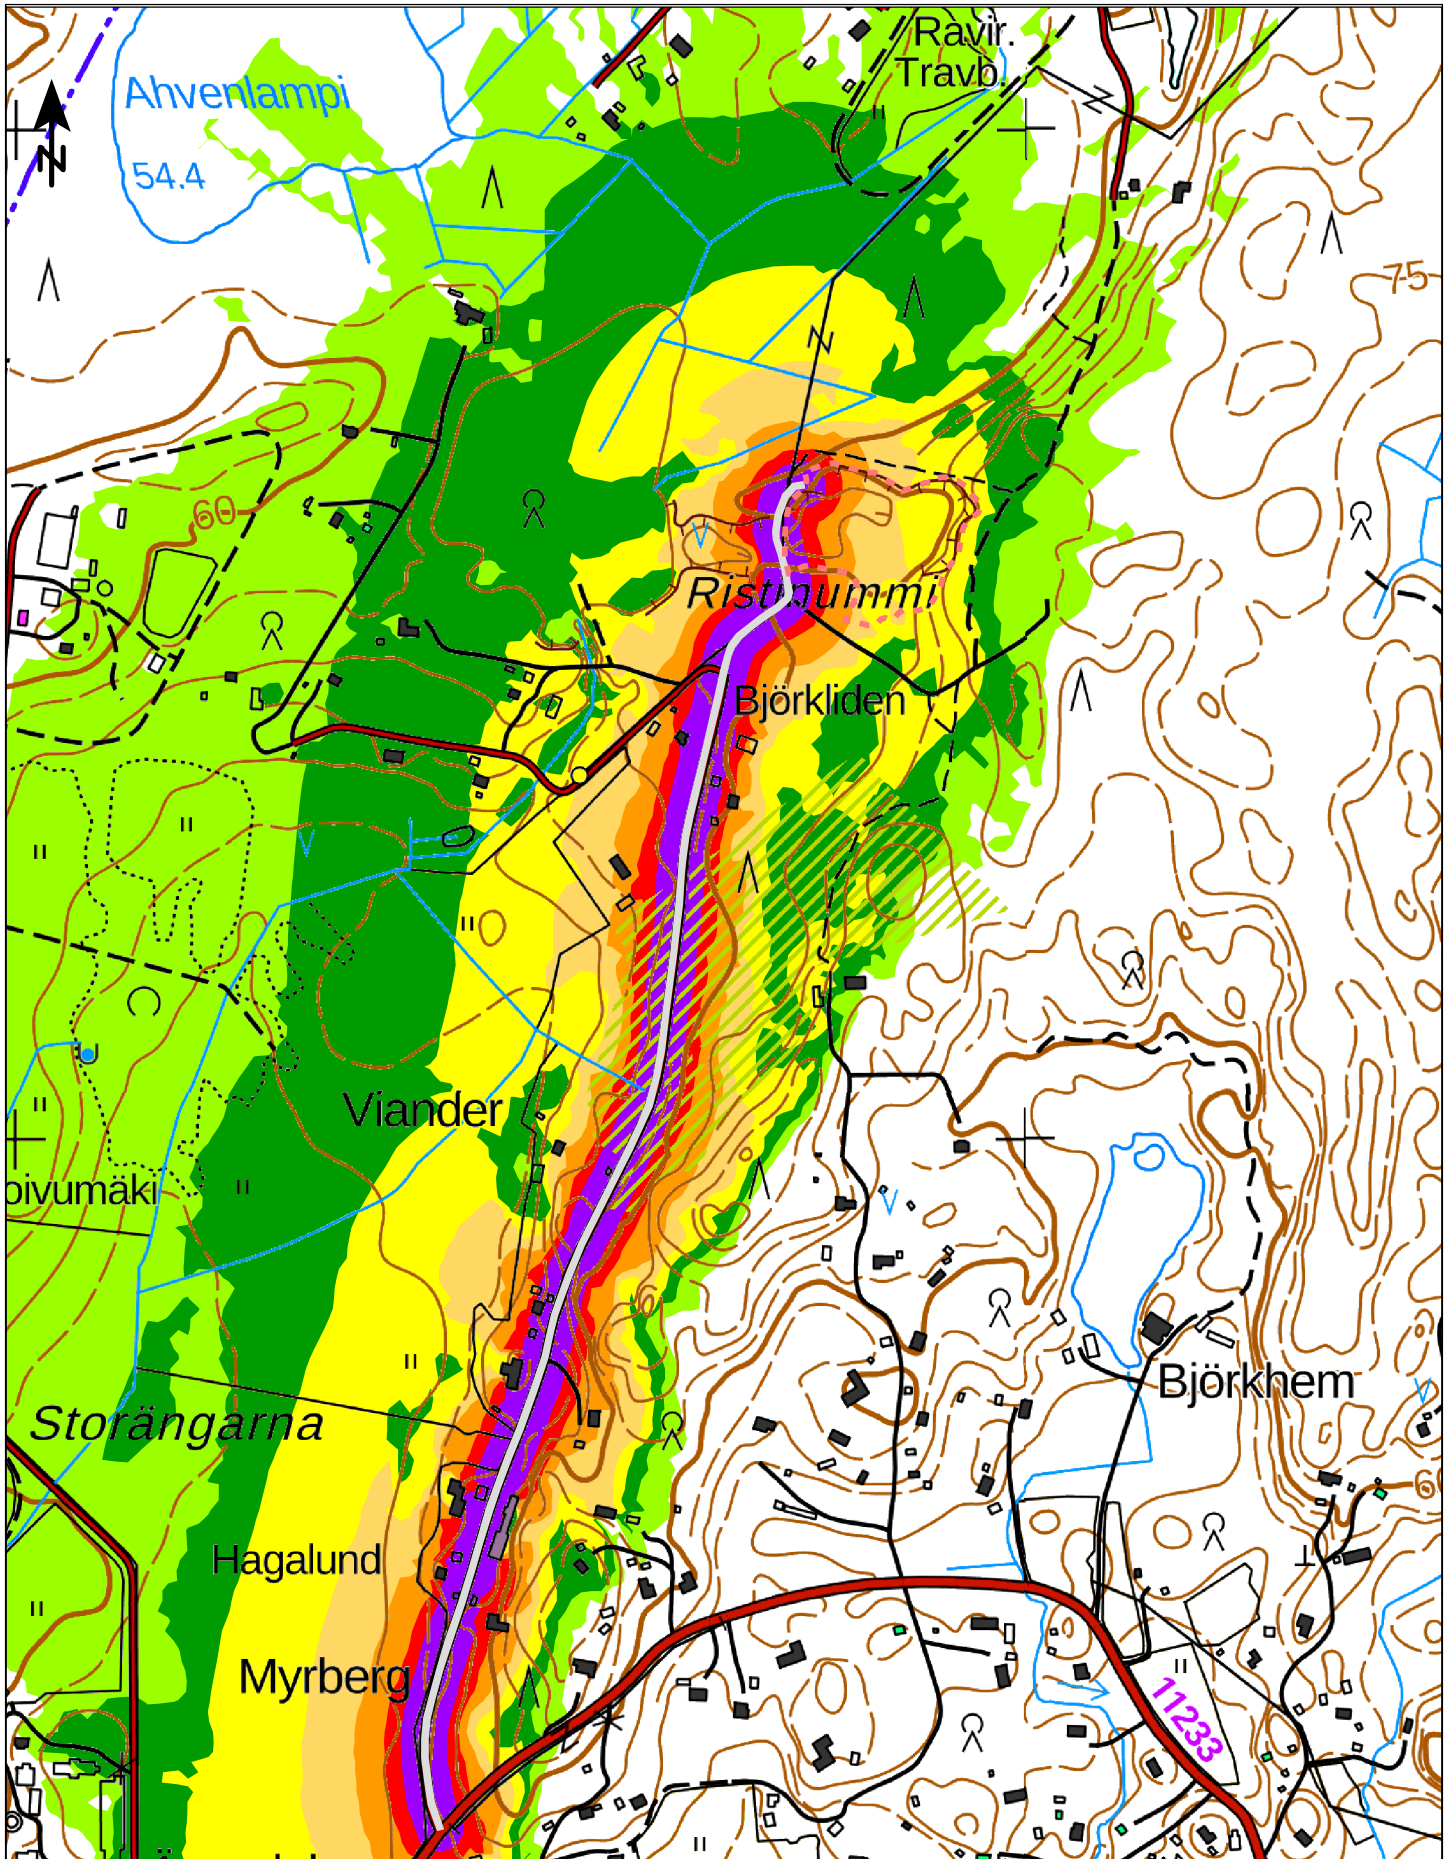 Ravir.
Travb.
Ahvenlampi
54.4
N
75
60
Ristinummi
Björkliden
Viander
oivumäki
Björkhem
Storängarna
Hagalund
Myrberg
11233